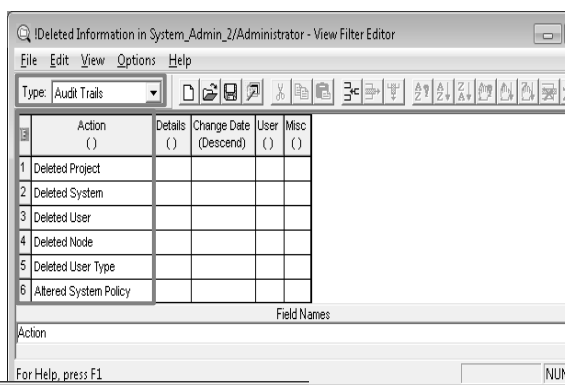 !Deleted Information in System_Admin_2/Administrator - View Filter Editor
File Edit View Options Help
Type: Audit Trails
Action Details Change Date User Misc
( ) ( ) (Descend) ( ) ( )
1 Deleted Project
2 Deleted System
3 Deleted User
4 Deleted Node
5 Deleted User Type
6 Altered System Policy
Field Names
Action
For Help, press F1 NUM